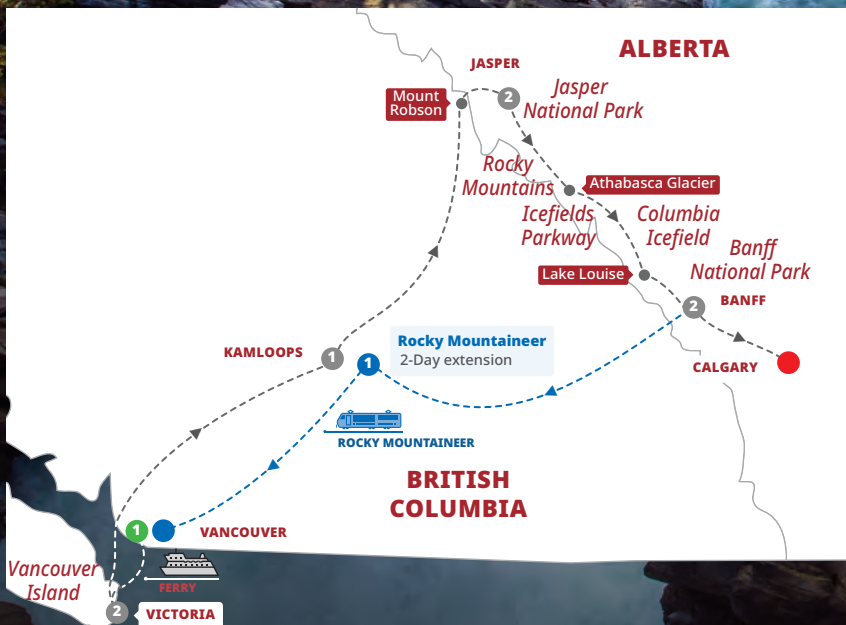 ALBERTA
JASPER
Mount
Robson
2
Jasper
National Park
Rocky
Mountains
Athabasca Glacier
Icefields
Parkway
Columbia
Icefield
Banff
National Park
Lake Louise
2
BANFF
KAMLOOPS
1
1
Rocky Mountaineer
2-Day extension
CALGARY
ROCKY MOUNTAINEER
BRITISH
COLUMBIA
1
VANCOUVER
Vancouver
Island
FERRY
2
VICTORIA